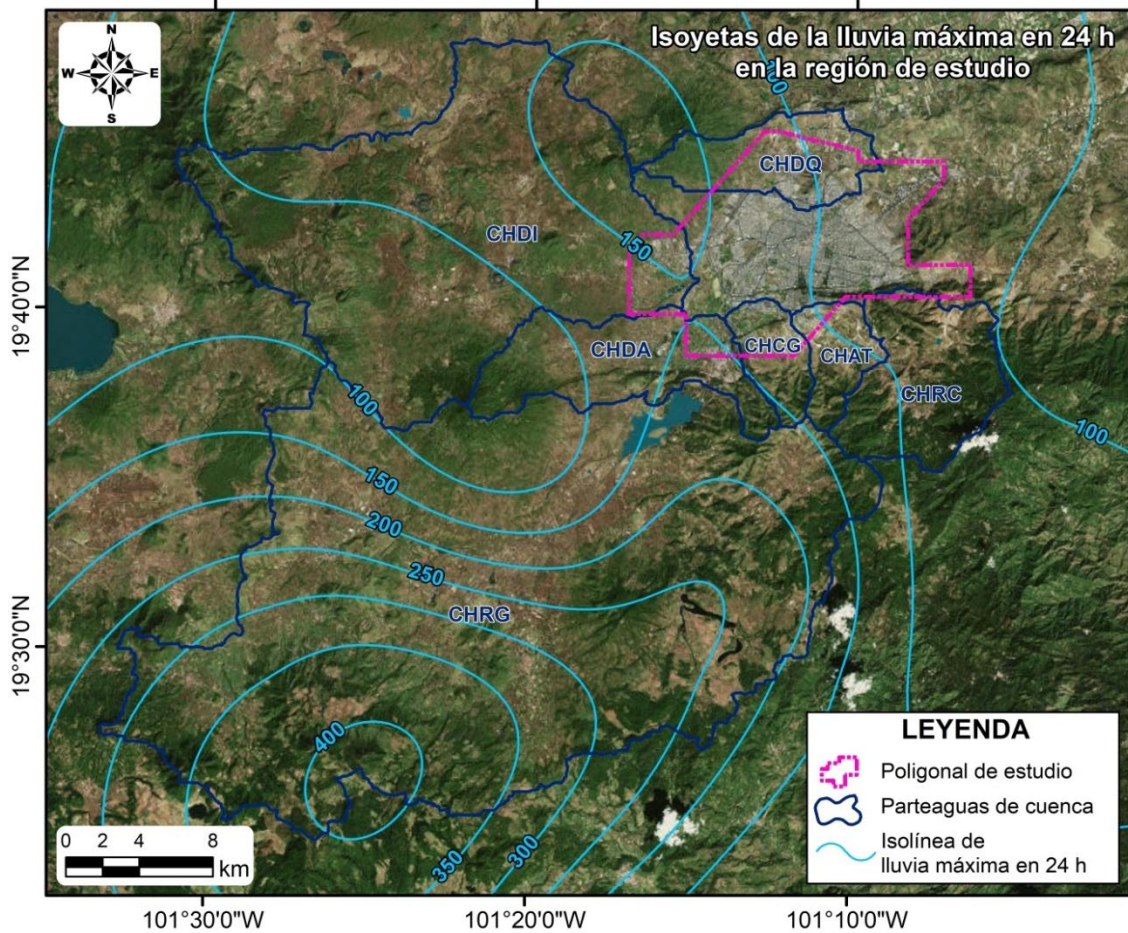 Isoyetas de la lluvia máxima en 24 h
en la región de estudio
N
W E
S
100
CHDQ
CHDI
150
19°40'0"N
CHDA
CHCG
CHAT
CHRC
100
100
150
200
250
CHRG
19°30'0"N
400
350
300
LEYENDA
Poligonal de estudio
Parteaguas de cuenca
Isolínea de
lluvia máxima en 24 h
0 2 4 8
km
101°30'0"W
101°20'0"W
101°10'0"W